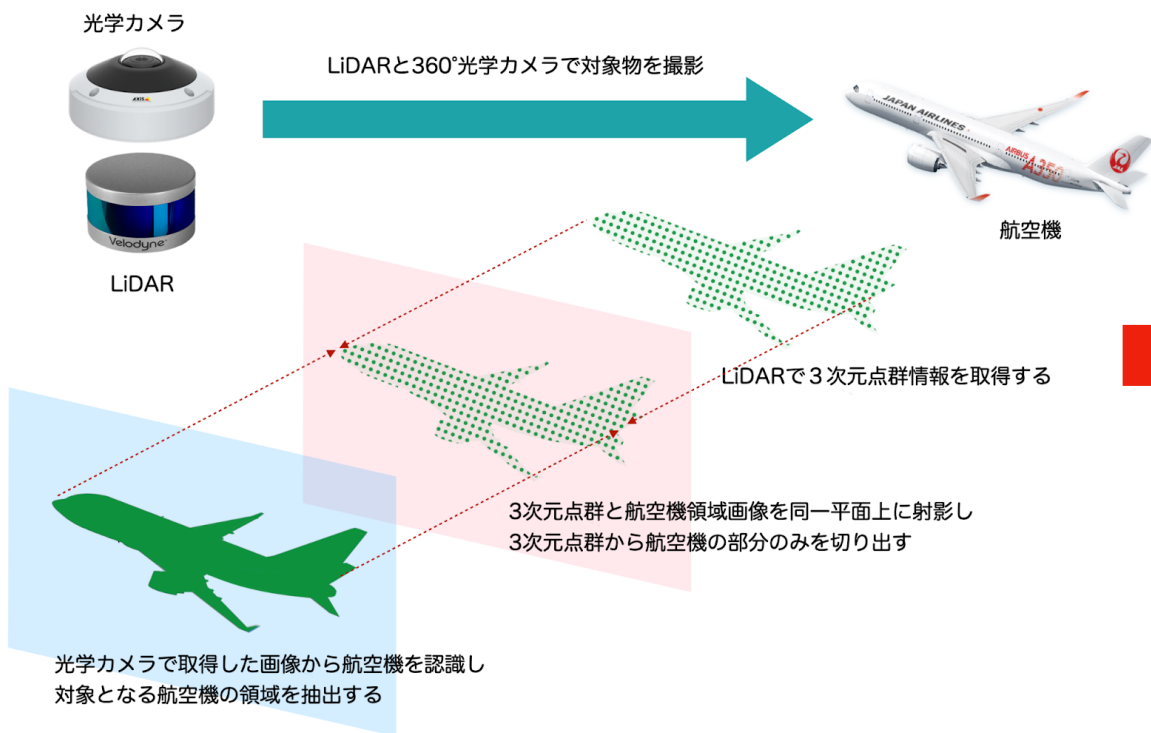 光学カメラ
LiDARと360°光学カメラで対象物を撮影
AXIS
JAPAN AIRLINES
AIRBUS A350
JAL
Velodyne
航空機
LiDAR
LiDARで3次元点群情報を取得する
3次元点群と航空機領域画像を同一平面上に射影し
3次元点群から航空機の部分のみを切り出す
光学カメラで取得した画像から航空機を認識し
対象となる航空機の領域を抽出する